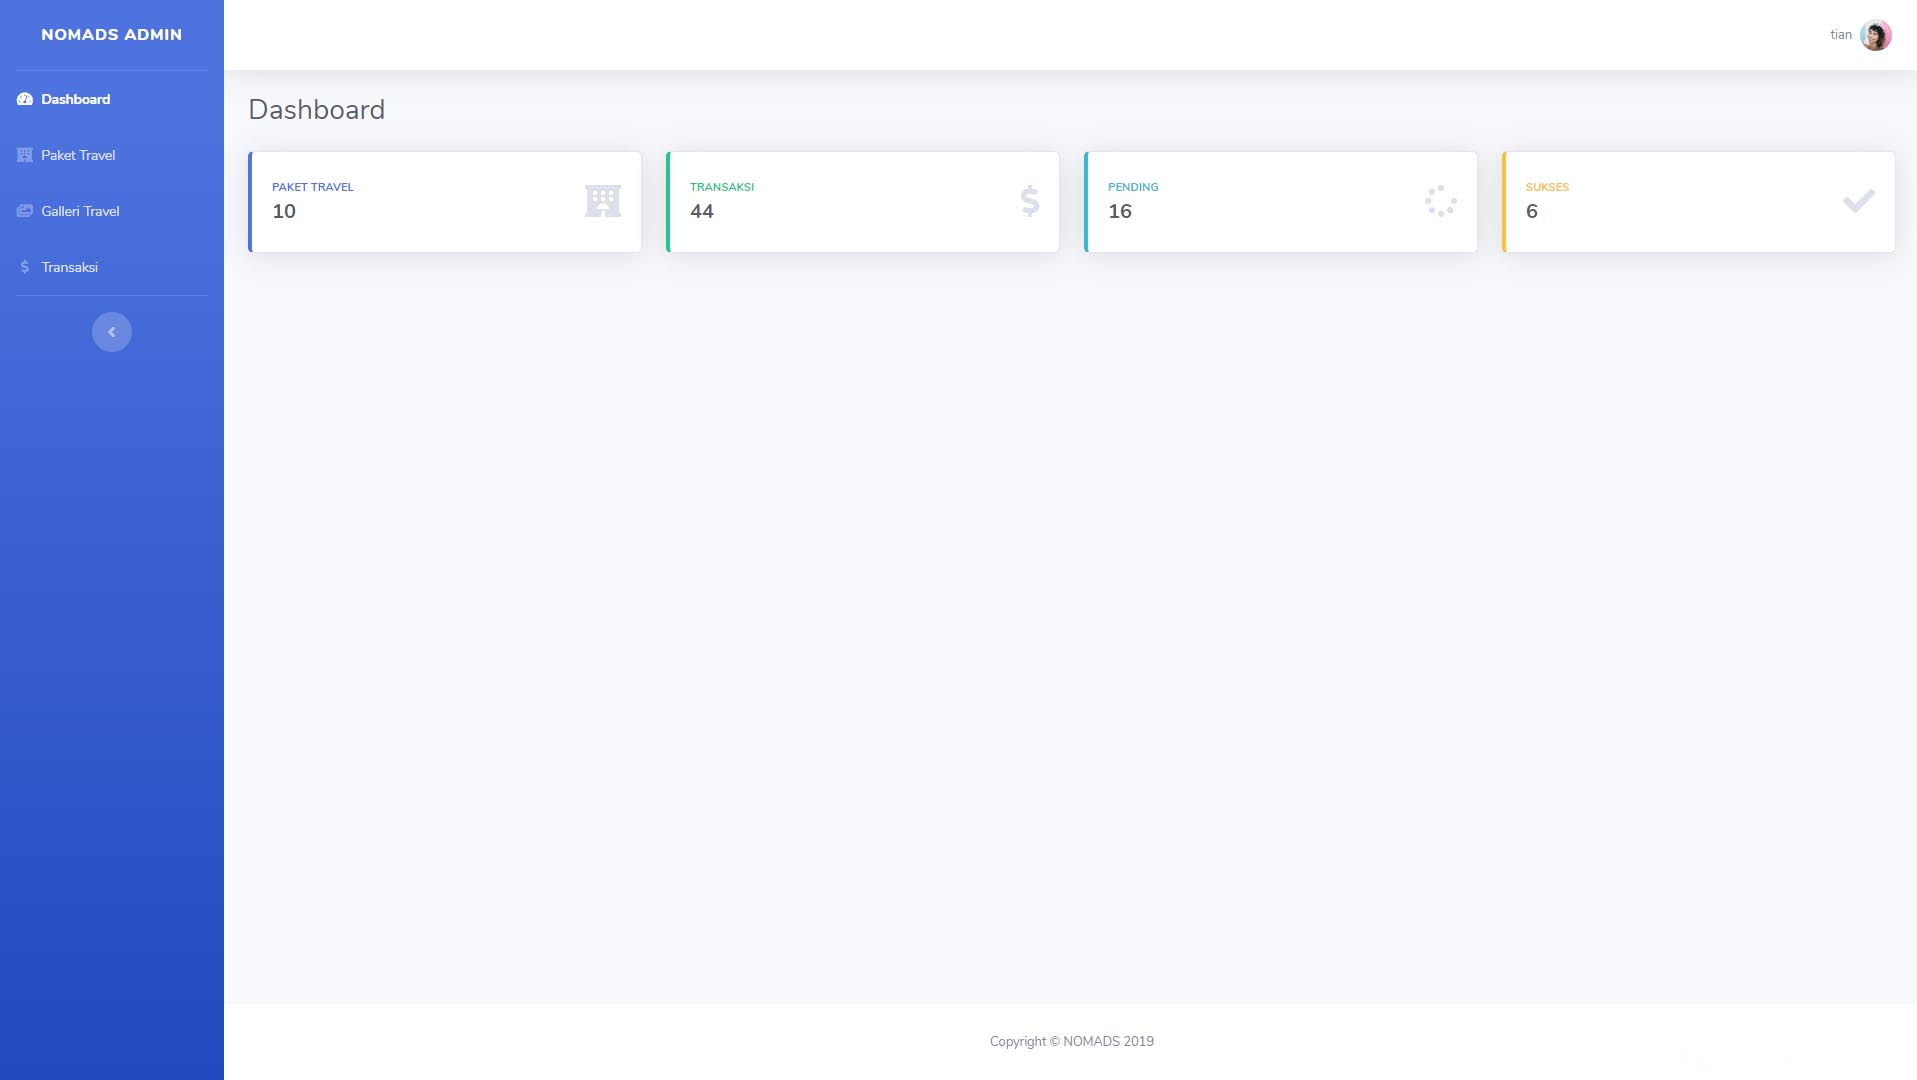 NOMADS ADMIN
tian
Dashboard
Paket Travel
Galleri Travel
Transaksi
Dashboard
PAKET TRAVEL
10
TRANSAKSI
44
PENDING
16
SUKSES
6
Copyright © NOMADS 2019